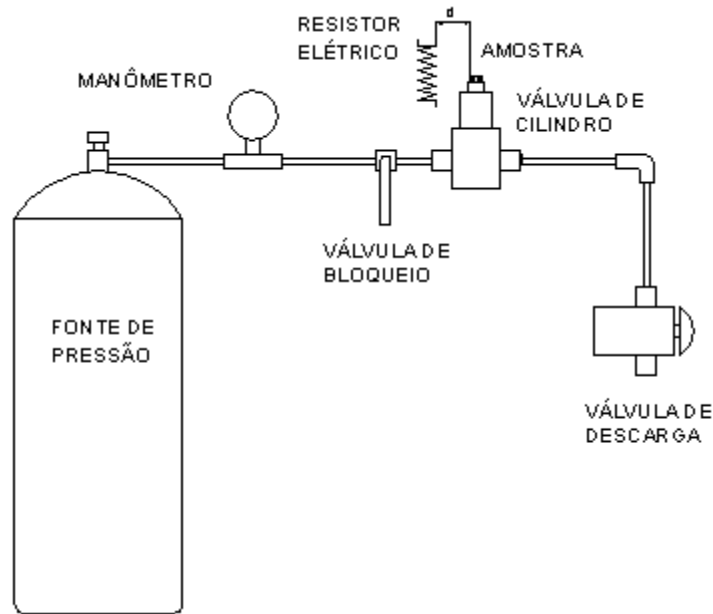 d
RESISTOR
ELÉTRICO
AMOSTRA
MANÔMETRO
VÁLVULA DE
CILINDRO
VÁLVULA DE
BLOQUEIO
FONTE DE
PRESSÃO
VÁLVULA DE
DESCARGA